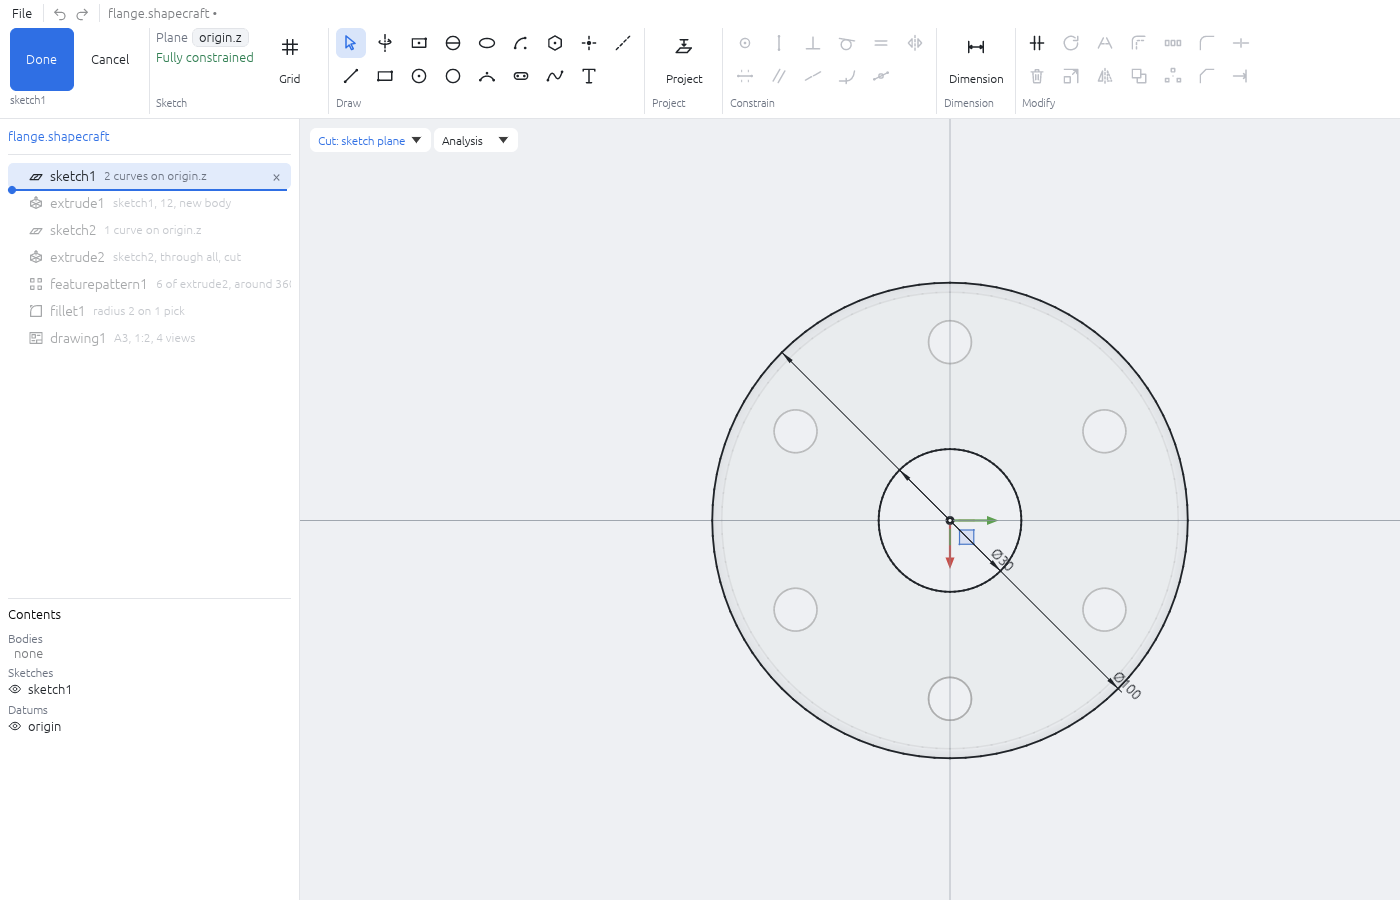 File
flange.shapecraft •
Done
Cancel
Plane origin.z
Fully constrained
Grid
Project
Dimension
sketch1
Sketch
Draw
Project
Constrain
Dimension
Modify
flange.shapecraft
sketch1 2 curves on origin.z
extrude1 sketch1, 12, new body
sketch2 1 curve on origin.z
extrude2 sketch2, through all, cut
featurepattern1 6 of extrude2, around 36
fillet1 radius 2 on 1 pick
drawing1 A3, 1:2, 4 views
Contents
Bodies
none
Sketches
sketch1
Datums
origin
Cut: sketch plane
Analysis
Ø30
Ø100